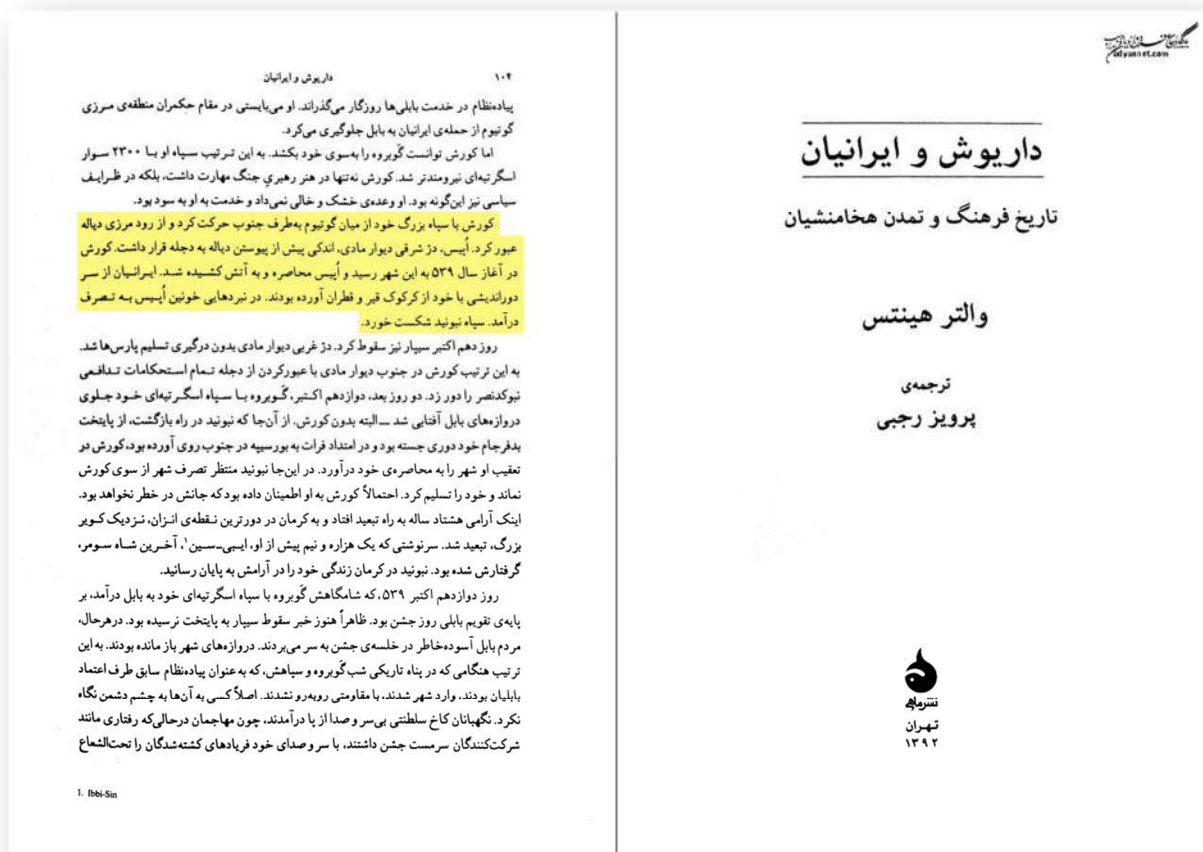 ۱۰۴
داریوش و ایرانیان
پیاده‌نظام در خدمت بابلی‌ها روزگار می‌گذراند. او می‌بایستی در مقام حکمران منطقه‌ی مرزی
گوتیوم از حمله‌ی ایرانیان به بابل جلوگیری می‌کرد.
اما کورش توانست گوبروه را به‌سوی خود بکشد. به این ترتیب سپاه او با ۲۳۰۰ سوار
اسگرتیه‌ای نیرومندتر شد. کورش نه‌تنها در هنر رهبریِ جنگ مهارت داشت، بلکه در ظرایف
سیاسی نیز این‌گونه بود. او وعده‌ی خشک و خالی نمی‌داد و خدمت به او به سود بود.
کورش با سپاه بزرگ خود از میان گوتیوم به‌طرف جنوب حرکت کرد و از رود مرزی دیاله
عبور کرد. اُپیس، دژ شرقی دیوار مادی، اندکی پیش از پیوستن دیاله به دجله قرار داشت. کورش
در آغاز سال ۵۳۹ به این شهر رسید و اُپیس محاصره و به آتش کشیده شد. ایرانیان از سر
دوراندیشی با خود از کرکوک قیر و قطران آورده بودند. در نبردهایی خونین اُپیس به تصرف
درآمد. سپاه نبونید شکست خورد.
روز دهم اکتبر سیپار نیز سقوط کرد. دژ غربی دیوار مادی بدون درگیری تسلیم پارس‌ها شد.
به این ترتیب کورش در جنوب دیوار مادی با عبورکردن از دجله تمام استحکامات تدافعی
نبوکدنصر را دور زد. دو روز بعد، دوازدهم اکتبر، گوبروه با سپاه اسگرتیه‌ای خود جلوی
دروازه‌های بابل آفتابی شد ــ البته بدون کورش. از آن‌جا که نبونید در راه بازگشت، از پایتخت
بدفرجام خود دوری جسته بود و در امتداد فرات به بورسیپه در جنوب روی آورده بود، کورش در
تعقیب او شهر را به محاصره‌ی خود درآورد. در این‌جا نبونید منتظر تصرف شهر از سوی کورش
نماند و خود را تسلیم کرد. احتمالاً کورش به او اطمینان داده بود که جانش در خطر نخواهد بود.
اینک آرامی هشتاد ساله به راه تبعید افتاد و به کرمان در دورترین نقطه‌ی انزان، نزدیک کویر
بزرگ، تبعید شد. سرنوشتی که یک هزاره و نیم پیش از او، ایبی‌ـ‌سین۱، آخرین شاه سومر،
گرفتارش شده بود. نبونید در کرمان زندگی خود را در آرامش به پایان رسانید.
روز دوازدهم اکتبر ۵۳۹، که شامگاهش گوبروه با سپاه اسگرتیه‌ای خود به بابل درآمد، بر
پایه‌ی تقویم بابلی روز جشن بود. ظاهراً هنوز خبر سقوط سیپار به پایتخت نرسیده بود. درهرحال،
مردم بابل آسوده‌خاطر در خلسه‌ی جشن به سر می‌بردند. دروازه‌های شهر باز مانده بودند. به این
ترتیب هنگامی که در پناه تاریکی شب گوبروه و سپاهش، که به عنوان پیاده‌نظام سابق طرف اعتماد
بابلیان بودند، وارد شهر شدند، با مقاومتی روبه‌رو نشدند. اصلاً کسی به آن‌ها به چشم دشمن نگاه
نکرد. نگهبانان کاخ سلطنتی بی‌سروصدا از پا درآمدند، چون مهاجمان درحالی‌که رفتاری مانند
شرکت‌کنندگان سرمست جشن داشتند، با سروصدای خود فریادهای کشته‌شدگان را تحت‌الشعاع
1. Ibbi-Sin
adyannet.com
داریوش و ایرانیان
تاریخ فرهنگ و تمدن هخامنشیان
والتر هینتس
ترجمه‌ی
پرویز رجبی
نشرماهی
تهران
۱۳۹۲